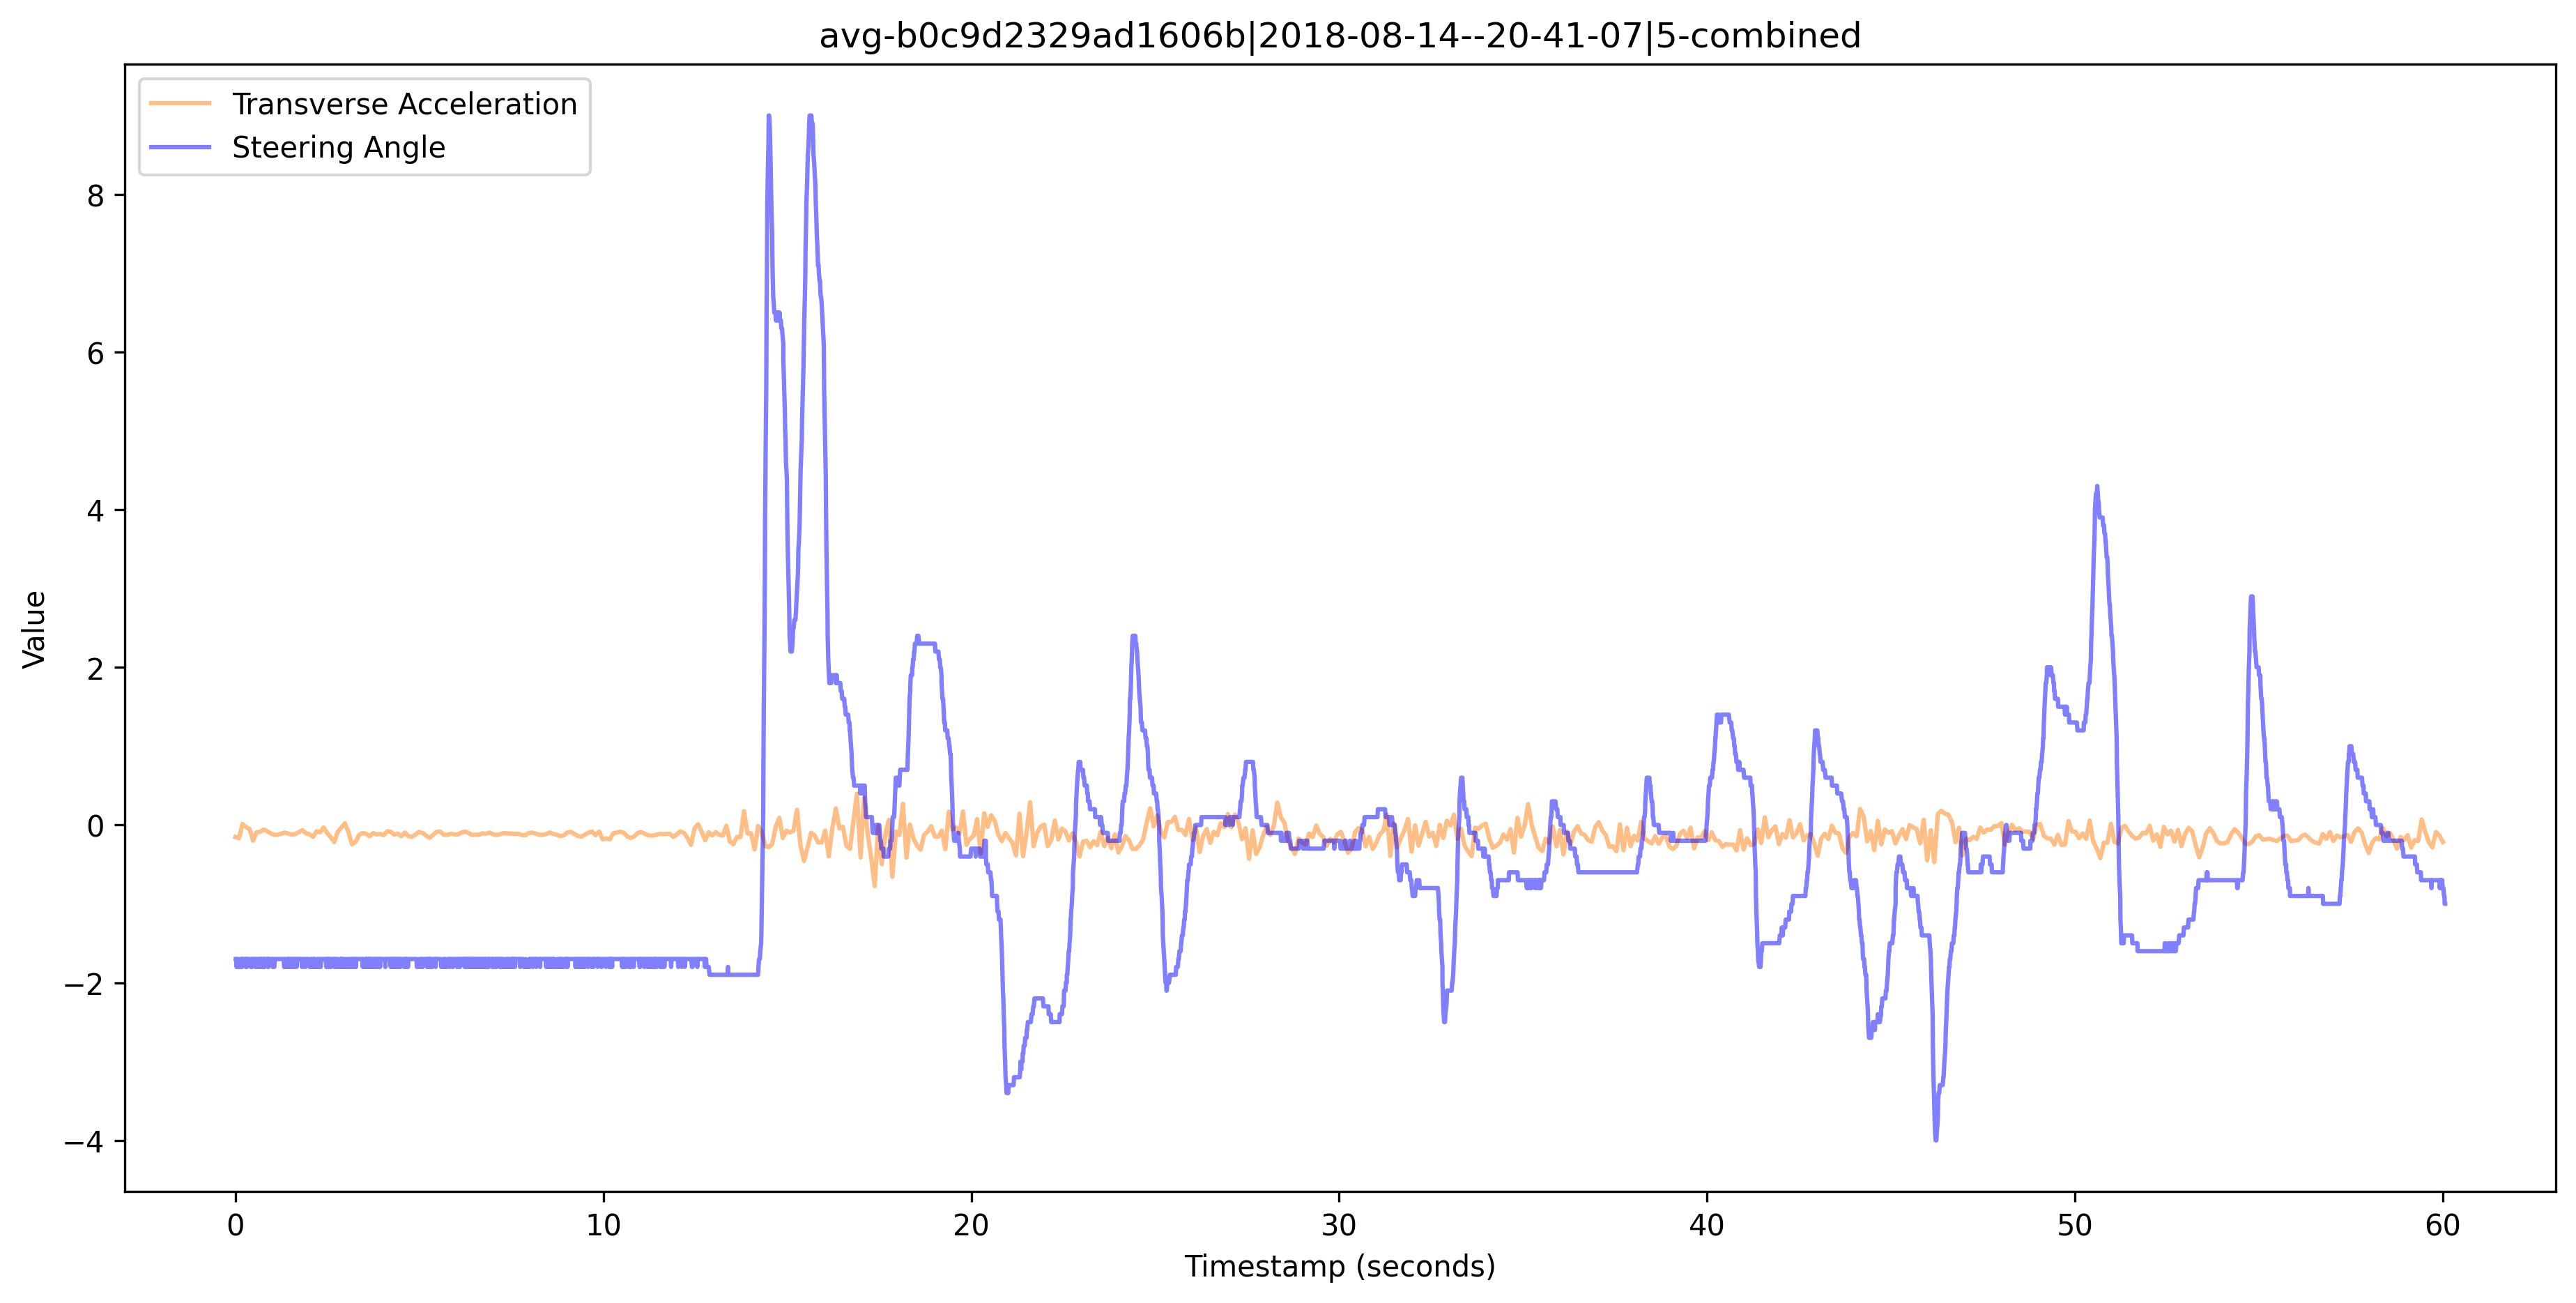 avg-b0c9d2329ad1606b|2018-08-14--20-41-07|5-combined
Transverse Acceleration
Steering Angle
8
6
4
2
0
−2
−4
Value
0 10 20 30 40 50 60
Timestamp (seconds)